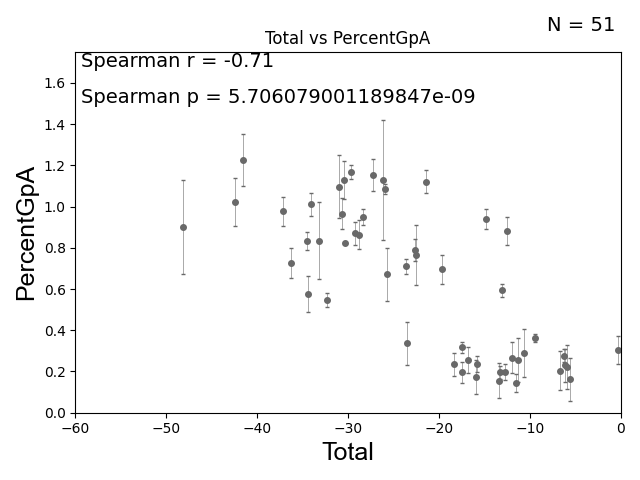 N = 51
Total vs PercentGpA
Spearman r = -0.71
Spearman p = 5.706079001189847e-09
PercentGpA
1.6
1.4
1.2
1.0
0.8
0.6
0.4
0.2
0.0
−60 −50 −40 −30 −20 −10 0
Total